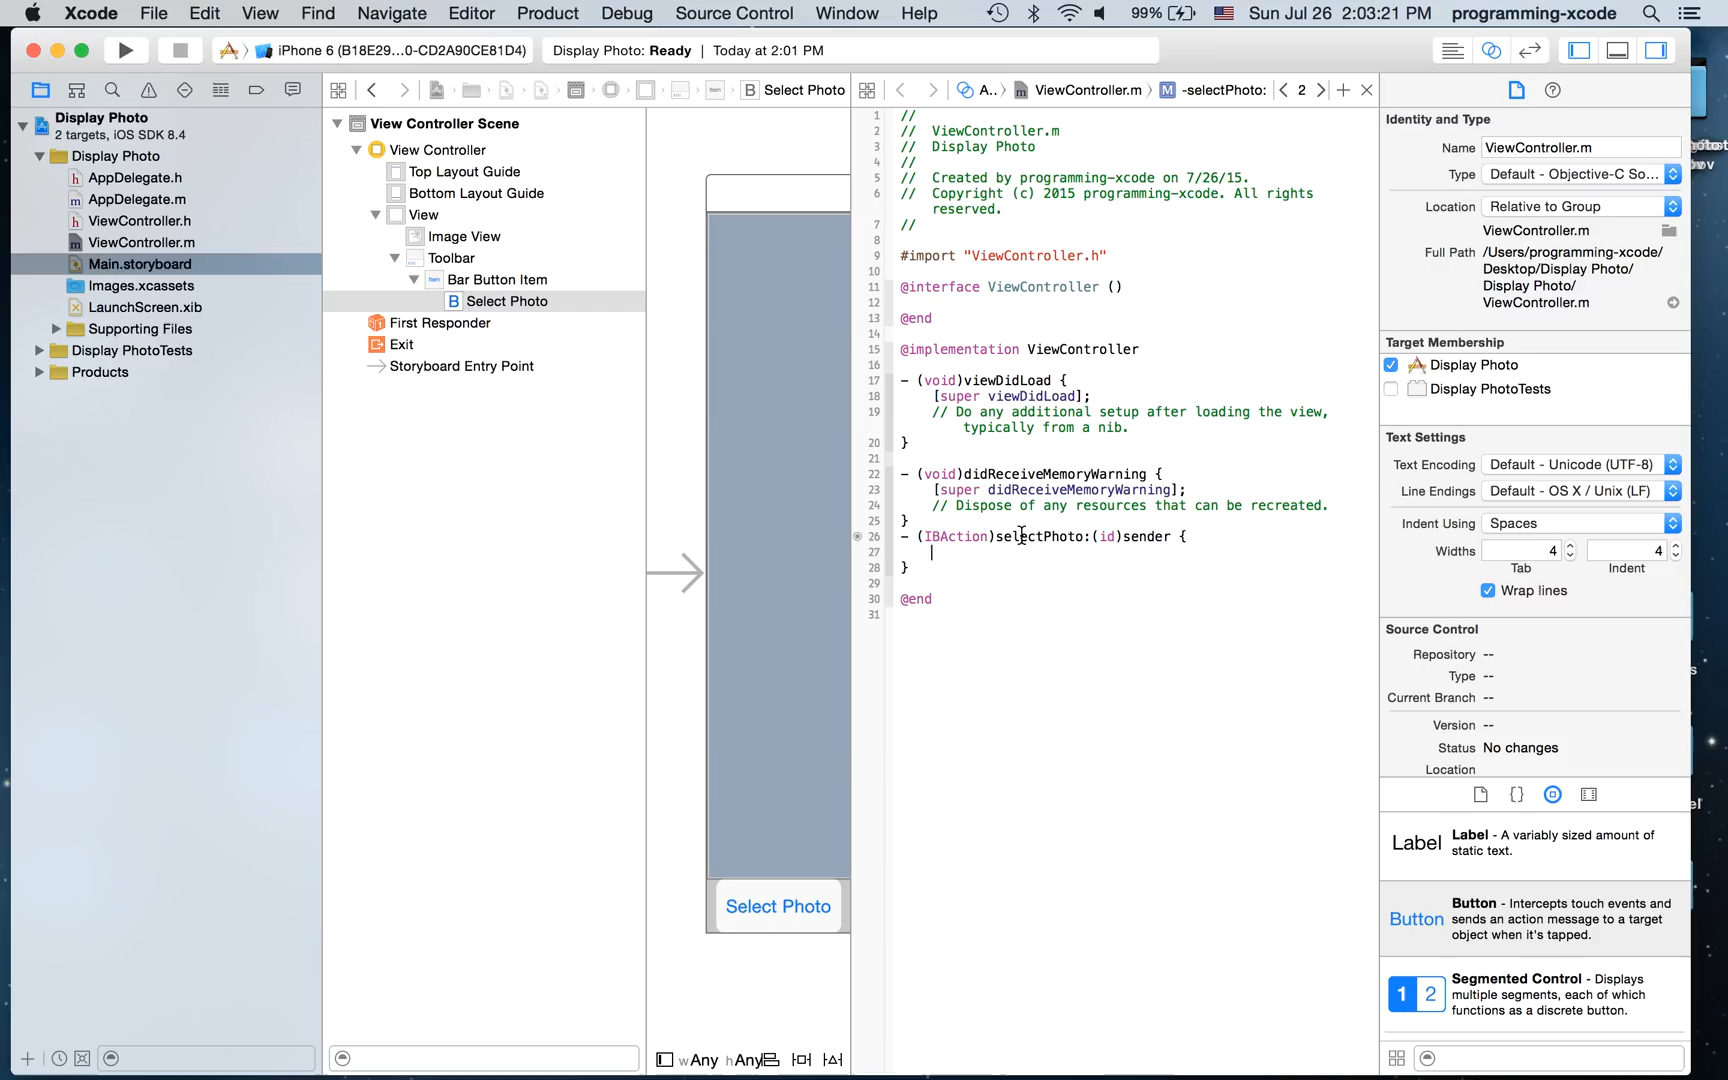 Xcode File Edit View Find Navigate Editor Product Debug Source Control Window Help 99% Sun Jul 26 2:03:21 PM programming-xcode
iPhone 6 (B18E29...0-CD2A90CE81D4) Display Photo: Ready | Today at 2:01 PM
Select Photo A.. ViewController.m M -selectPhoto: 2
Display Photo
2 targets, iOS SDK 8.4
Display Photo
AppDelegate.h
AppDelegate.m
ViewController.h
ViewController.m
Main.storyboard
Images.xcassets
LaunchScreen.xib
Supporting Files
Display PhotoTests
Products
View Controller Scene
View Controller
Top Layout Guide
Bottom Layout Guide
View
Image View
Toolbar
Bar Button Item
B Select Photo
First Responder
Exit
Storyboard Entry Point
Select Photo
wAny hAny
1 //
2 // ViewController.m
3 // Display Photo
4 //
5 // Created by programming-xcode on 7/26/15.
6 // Copyright (c) 2015 programming-xcode. All rights
reserved.
7 //
8
9 #import "ViewController.h"
10
11 @interface ViewController ()
12
13 @end
14
15 @implementation ViewController
16
17 - (void)viewDidLoad {
18 [super viewDidLoad];
19 // Do any additional setup after loading the view,
typically from a nib.
20 }
21
22 - (void)didReceiveMemoryWarning {
23 [super didReceiveMemoryWarning];
24 // Dispose of any resources that can be recreated.
25 }
26 - (IBAction)selectPhoto:(id)sender {
27
28 }
29
30 @end
31
Identity and Type
Name ViewController.m
Type Default - Objective-C So...
Location Relative to Group
ViewController.m
Full Path /Users/programming-xcode/
Desktop/Display Photo/
Display Photo/
ViewController.m
Target Membership
Display Photo
Display PhotoTests
Text Settings
Text Encoding Default - Unicode (UTF-8)
Line Endings Default - OS X / Unix (LF)
Indent Using Spaces
Widths 4 4
Tab Indent
Wrap lines
Source Control
Repository --
Type --
Current Branch --
Version --
Status No changes
Location
Label Label - A variably sized amount of
static text.
Button Button - Intercepts touch events and
sends an action message to a target
object when it's tapped.
1 2 Segmented Control - Displays
multiple segments, each of which
functions as a discrete button.